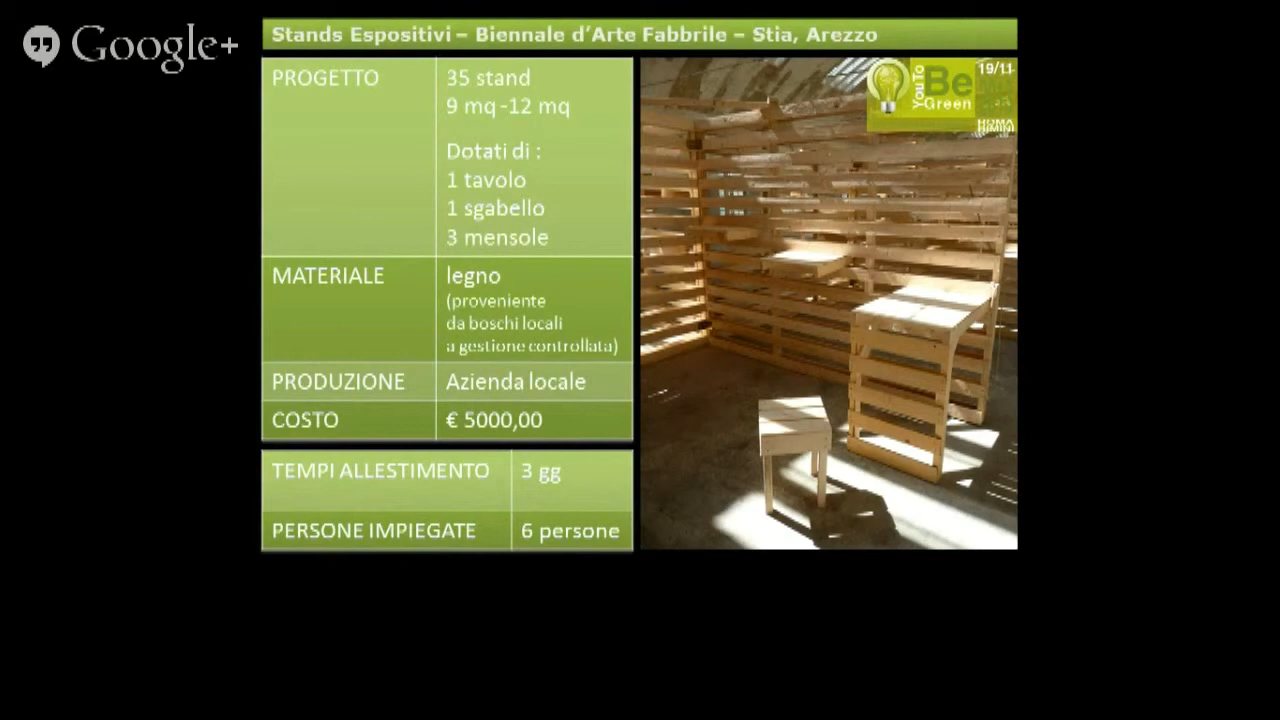 Google+
Stands Espositivi – Biennale d'Arte Fabbrile – Stia, Arezzo
PROGETTO
35 stand
9 mq -12 mq
Dotati di :
1 tavolo
1 sgabello
3 mensole
MATERIALE
legno
(proveniente
da boschi locali
a gestione controllata)
PRODUZIONE
Azienda locale
COSTO
€ 5000,00
TEMPI ALLESTIMENTO
3 gg
PERSONE IMPIEGATE
6 persone
YouTo
Be
Green
19/11